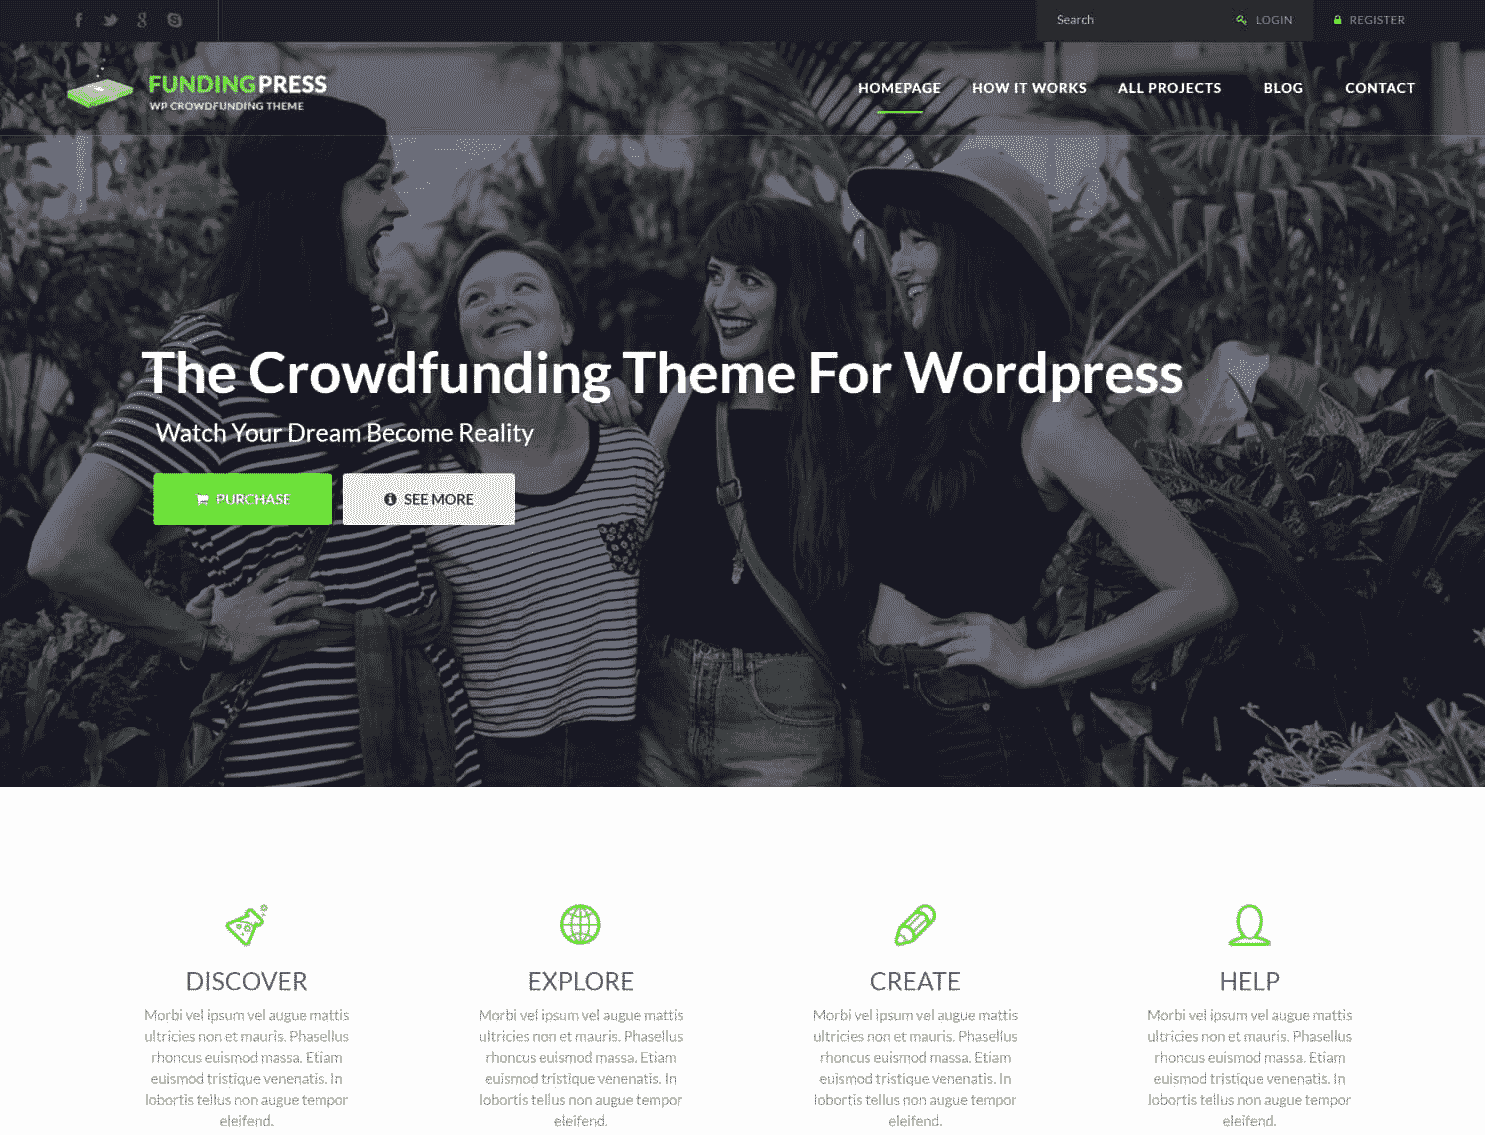 Search
LOGIN
REGISTER
FUNDINGPRESS
WP CROWDFUNDING THEME
HOMEPAGE
HOW IT WORKS
ALL PROJECTS
BLOG
CONTACT
The Crowdfunding Theme For Wordpress
Watch Your Dream Become Reality
PURCHASE
SEE MORE
DISCOVER
Morbi vel ipsum vel augue mattis
ultricies non et mauris. Phasellus
rhoncus euismod massa. Etiam
euismod tristique venenatis. In
lobortis tellus non augue tempor
eleifend.
EXPLORE
Morbi vel ipsum vel augue mattis
ultricies non et mauris. Phasellus
rhoncus euismod massa. Etiam
euismod tristique venenatis. In
lobortis tellus non augue tempor
eleifend.
CREATE
Morbi vel ipsum vel augue mattis
ultricies non et mauris. Phasellus
rhoncus euismod massa. Etiam
euismod tristique venenatis. In
lobortis tellus non augue tempor
eleifend.
HELP
Morbi vel ipsum vel augue mattis
ultricies non et mauris. Phasellus
rhoncus euismod massa. Etiam
euismod tristique venenatis. In
lobortis tellus non augue tempor
eleifend.